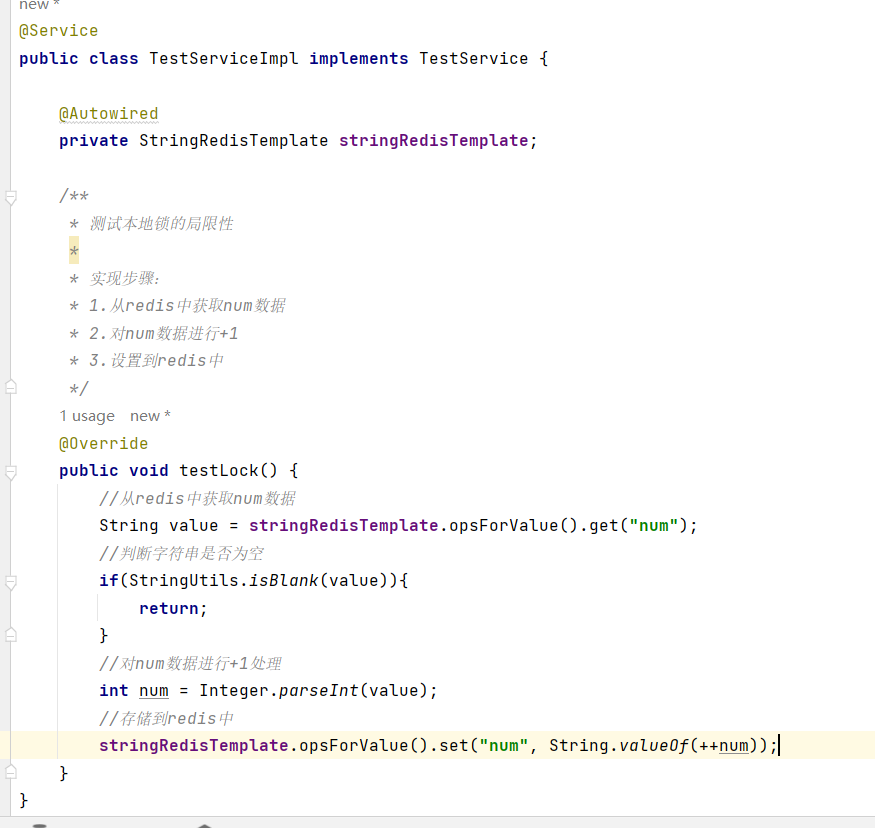 new *
@Service
public class TestServiceImpl implements TestService {
@Autowired
private StringRedisTemplate stringRedisTemplate;
/**
* 测试本地锁的局限性
*
* 实现步骤：
* 1.从redis中获取num数据
* 2.对num数据进行+1
* 3.设置到redis中
*/
1 usage new *
@Override
public void testLock() {
//从redis中获取num数据
String value = stringRedisTemplate.opsForValue().get("num");
//判断字符串是否为空
if(StringUtils.isBlank(value)){
return;
}
//对num数据进行+1处理
int num = Integer.parseInt(value);
//存储到redis中
stringRedisTemplate.opsForValue().set("num", String.valueOf(++num));
}
}